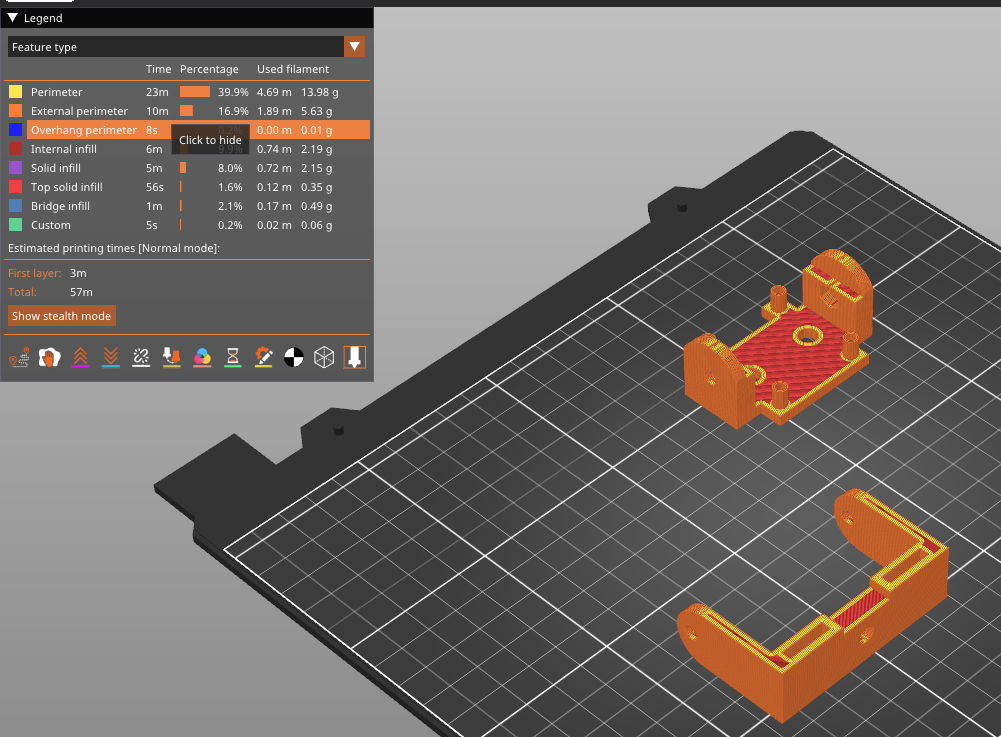 Legend
Feature type
Time Percentage Used filament
Perimeter 23m 39.9% 4.69 m 13.98 g
External perimeter 10m 16.9% 1.89 m 5.63 g
Overhang perimeter 8s 0.00 m 0.01 g
Click to hide
Internal infill 6m 0.74 m 2.19 g
Solid infill 5m 8.0% 0.72 m 2.15 g
Top solid infill 56s 1.6% 0.12 m 0.35 g
Bridge infill 1m 2.1% 0.17 m 0.49 g
Custom 5s 0.2% 0.02 m 0.06 g
Estimated printing times [Normal mode]:
First layer: 3m
Total: 57m
Show stealth mode